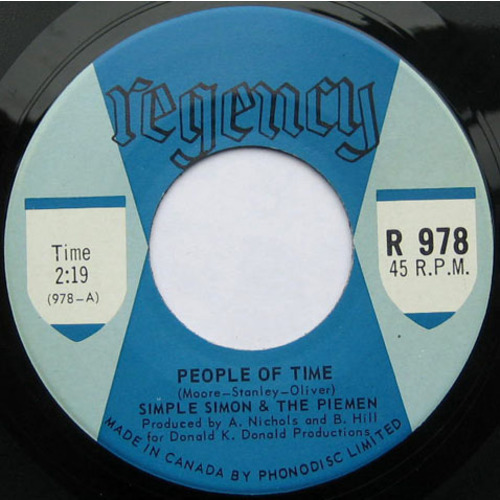 regency
Time
2:19
(978-A)
R 978
45 R.P.M.
PEOPLE OF TIME
(Moore-Stanley-Oliver)
SIMPLE SIMON & THE PIEMEN
Produced by A. Nichols and B. Hill
for Donald K. Donald Productions
MADE IN CANADA BY PHONODISC LIMITED